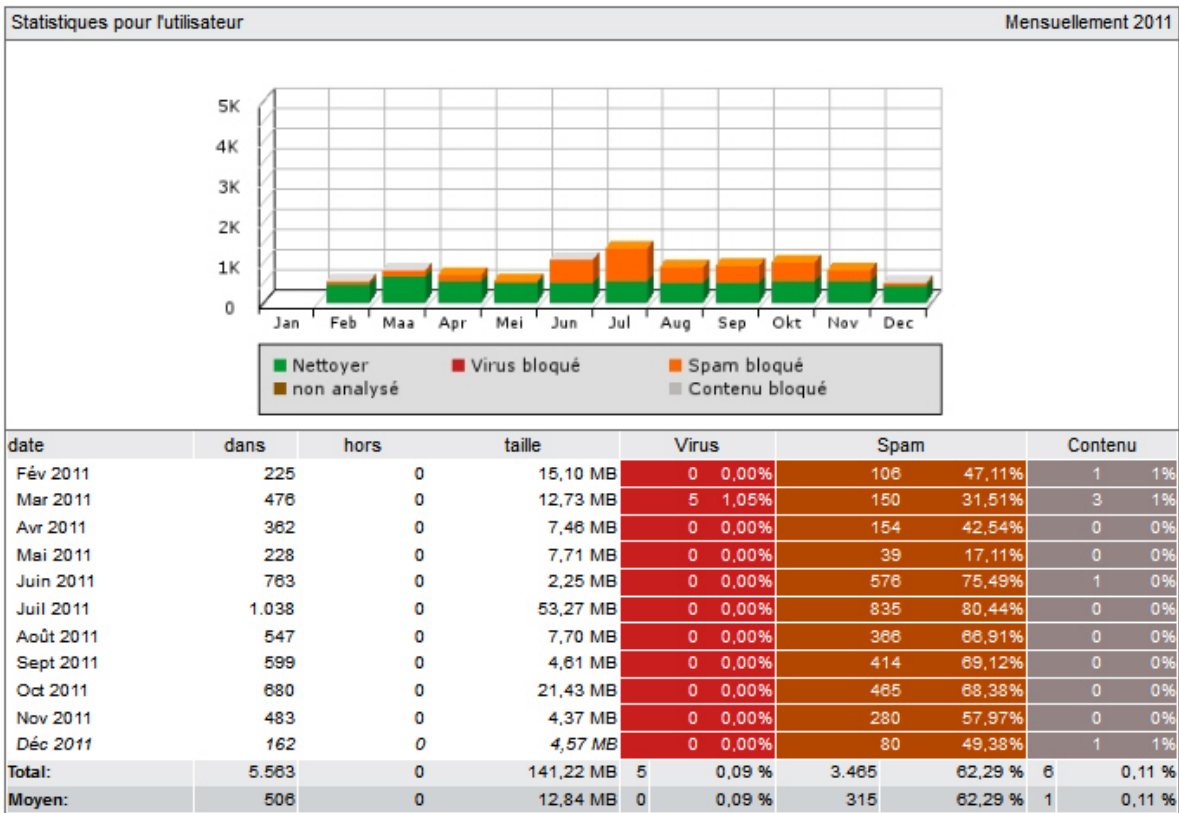 Statistiques pour l'utilisateur Mensuellement 2011
5K
4K
3K
2K
1K
0
Jan Feb Maa Apr Mei Jun Jul Aug Sep Okt Nov Dec
Nettoyer Virus bloqué Spam bloqué
non analysé Contenu bloqué
date dans hors taille Virus Spam Contenu
Fév 2011 225 0 15,10 MB 0 0,00% 106 47,11% 1 1%
Mar 2011 476 0 12,73 MB 5 1,05% 150 31,51% 3 1%
Avr 2011 362 0 7,46 MB 0 0,00% 154 42,54% 0 0%
Mai 2011 228 0 7,71 MB 0 0,00% 39 17,11% 0 0%
Juin 2011 763 0 2,25 MB 0 0,00% 576 75,49% 1 0%
Juil 2011 1.038 0 53,27 MB 0 0,00% 835 80,44% 0 0%
Août 2011 547 0 7,70 MB 0 0,00% 366 66,91% 0 0%
Sept 2011 599 0 4,61 MB 0 0,00% 414 69,12% 0 0%
Oct 2011 680 0 21,43 MB 0 0,00% 465 68,38% 0 0%
Nov 2011 483 0 4,37 MB 0 0,00% 280 57,97% 0 0%
Déc 2011 162 0 4,57 MB 0 0,00% 80 49,38% 1 1%
Total: 5.563 0 141,22 MB 5 0,09 % 3.465 62,29 % 6 0,11 %
Moyen: 506 0 12,84 MB 0 0,09 % 315 62,29 % 1 0,11 %